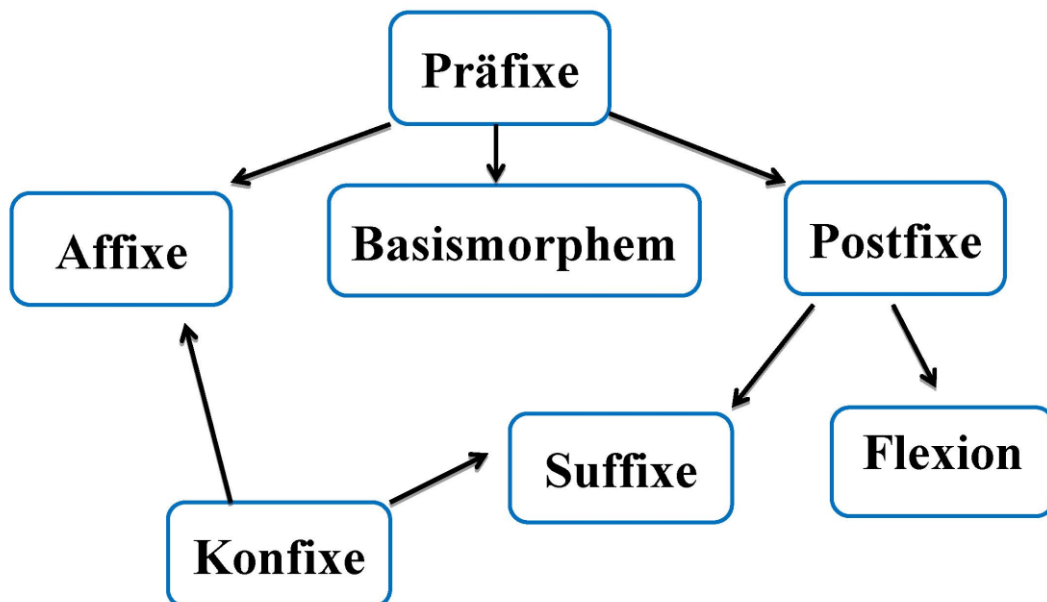 Präfixe
Affixe
Basismorphem
Postfixe
Suffixe
Flexion
Konfixe